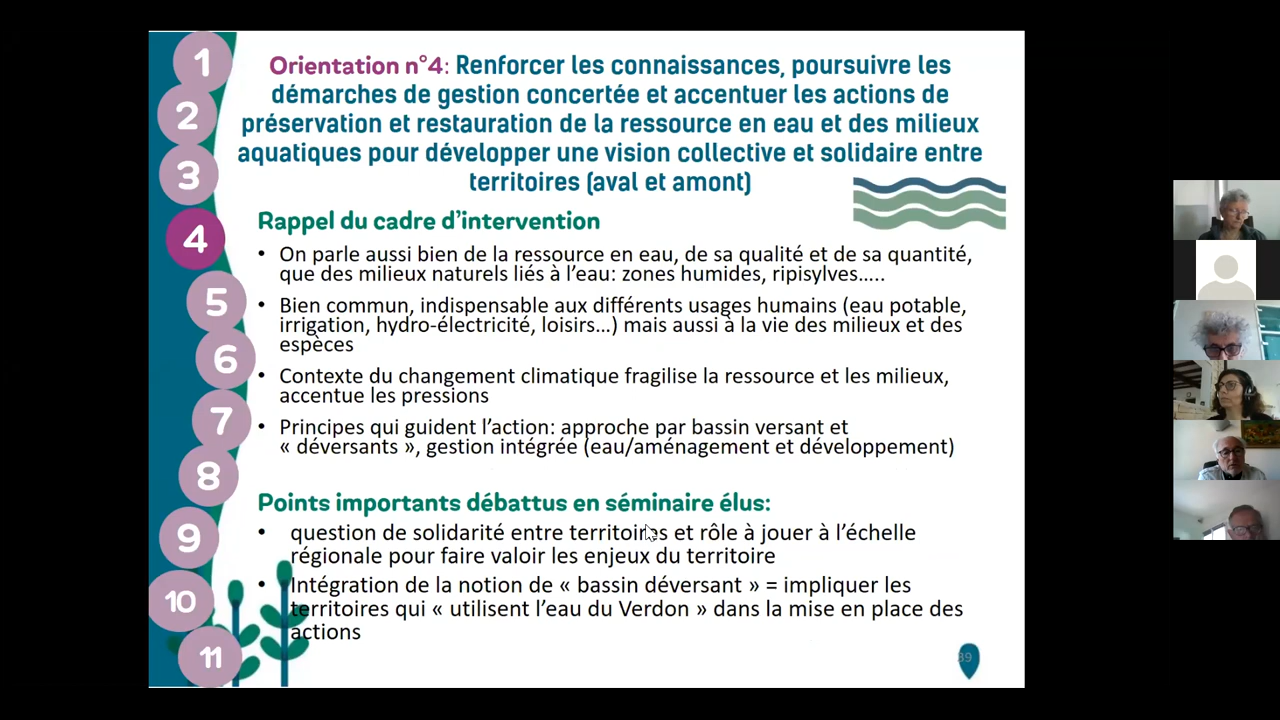 1
2
3
4
5
6
7
8
9
10
11
Orientation n°4: Renforcer les connaissances, poursuivre les
démarches de gestion concertée et accentuer les actions de
préservation et restauration de la ressource en eau et des milieux
aquatiques pour développer une vision collective et solidaire entre
territoires (aval et amont)
Rappel du cadre d'intervention
• On parle aussi bien de la ressource en eau, de sa qualité et de sa quantité,
que des milieux naturels liés à l'eau: zones humides, ripisylves.....
• Bien commun, indispensable aux différents usages humains (eau potable,
irrigation, hydro-électricité, loisirs...) mais aussi à la vie des milieux et des
espèces
• Contexte du changement climatique fragilise la ressource et les milieux,
accentue les pressions
• Principes qui guident l'action: approche par bassin versant et
« déversants », gestion intégrée (eau/aménagement et développement)
Points importants débattus en séminaire élus:
• question de solidarité entre territoires et rôle à jouer à l'échelle
régionale pour faire valoir les enjeux du territoire
• Intégration de la notion de « bassin déversant » = impliquer les
territoires qui « utilisent l'eau du Verdon » dans la mise en place des
actions
39